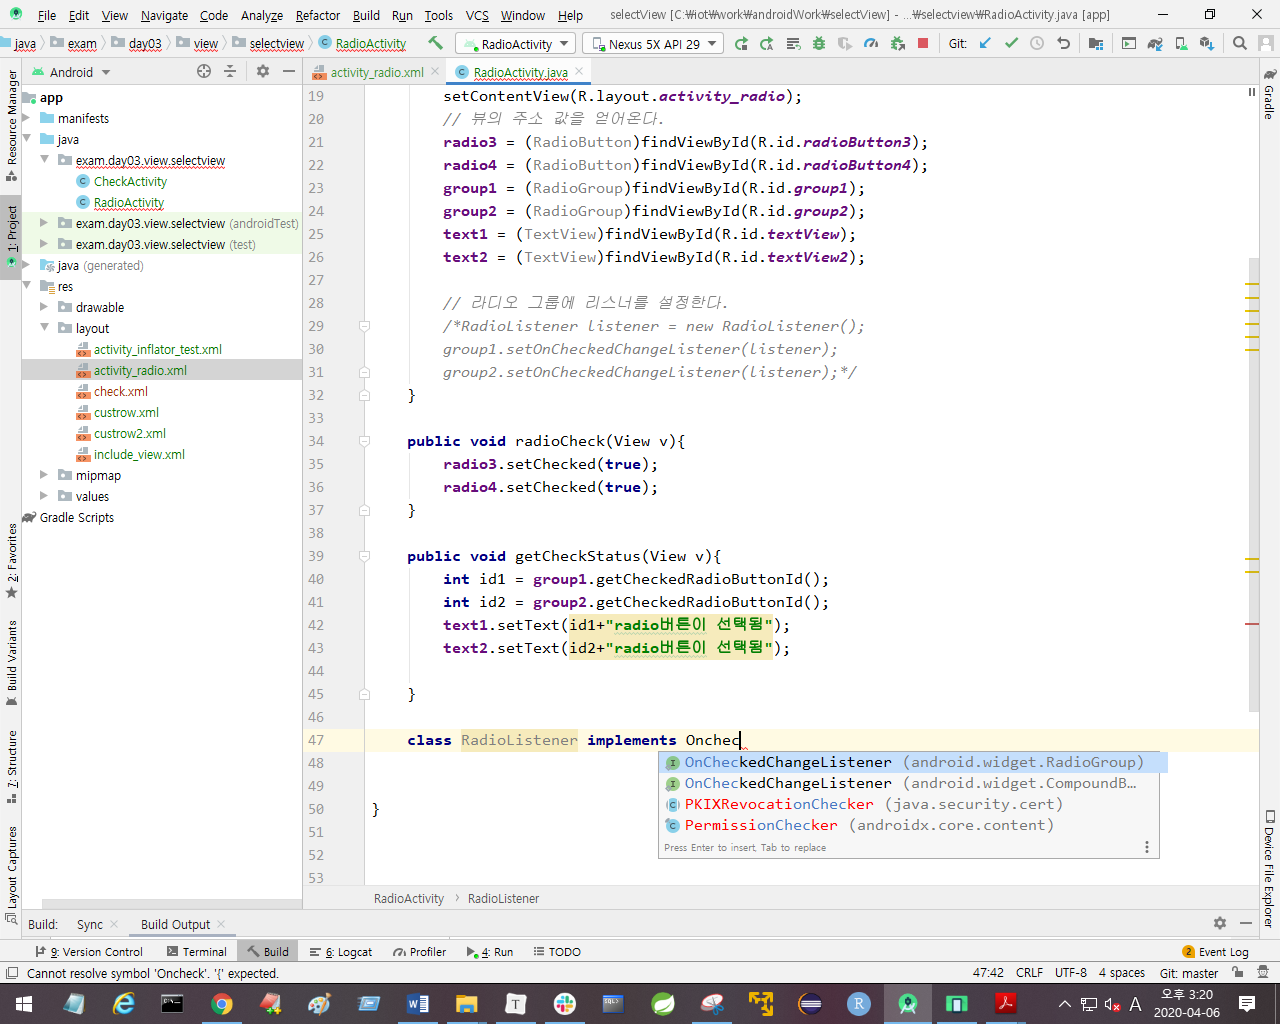 File Edit View Navigate Code Analyze Refactor Build Run Tools VCS Window Help selectView [C:₩iot₩work₩androidWork₩selectView] - ...₩selectview₩RadioActivity.java [app]
java exam day03 view selectview RadioActivity RadioActivity Nexus 5X API 29 Git:
Android activity_radio.xml RadioActivity.java
Resource Manager
1: Project
2: Favorites
Build Variants
7: Structure
Layout Captures
app
manifests
java
exam.day03.view.selectview
CheckActivity
RadioActivity
exam.day03.view.selectview (androidTest)
exam.day03.view.selectview (test)
java (generated)
res
drawable
layout
activity_inflator_test.xml
activity_radio.xml
check.xml
custrow.xml
custrow2.xml
include_view.xml
mipmap
values
Gradle Scripts
19 setContentView(R.layout.activity_radio);
20 // 뷰의 주소 값을 얻어온다.
21 radio3 = (RadioButton)findViewById(R.id.radioButton3);
22 radio4 = (RadioButton)findViewById(R.id.radioButton4);
23 group1 = (RadioGroup)findViewById(R.id.group1);
24 group2 = (RadioGroup)findViewById(R.id.group2);
25 text1 = (TextView)findViewById(R.id.textView);
26 text2 = (TextView)findViewById(R.id.textView2);
27
28 // 라디오 그룹에 리스너를 설정한다.
29 /*RadioListener listener = new RadioListener();
30 group1.setOnCheckedChangeListener(listener);
31 group2.setOnCheckedChangeListener(listener);*/
32 }
33
34 public void radioCheck(View v){
35 radio3.setChecked(true);
36 radio4.setChecked(true);
37 }
38
39 public void getCheckStatus(View v){
40 int id1 = group1.getCheckedRadioButtonId();
41 int id2 = group2.getCheckedRadioButtonId();
42 text1.setText(id1+"radio버튼이 선택됨");
43 text2.setText(id2+"radio버튼이 선택됨");
44
45 }
46
47 class RadioListener implements Onchec
48
49
50 }
51
52
53
OnCheckedChangeListener (android.widget.RadioGroup)
OnCheckedChangeListener (android.widget.CompoundB...
PKIXRevocationChecker (java.security.cert)
PermissionChecker (androidx.core.content)
Press Enter to insert, Tab to replace
Gradle
Device File Explorer
RadioActivity RadioListener
Build: Sync Build Output
9: Version Control Terminal Build 6: Logcat Profiler 4: Run TODO 2 Event Log
Cannot resolve symbol 'Oncheck'. '{' expected. 47:42 CRLF UTF-8 4 spaces Git: master
A 오후 3:20
2020-04-06